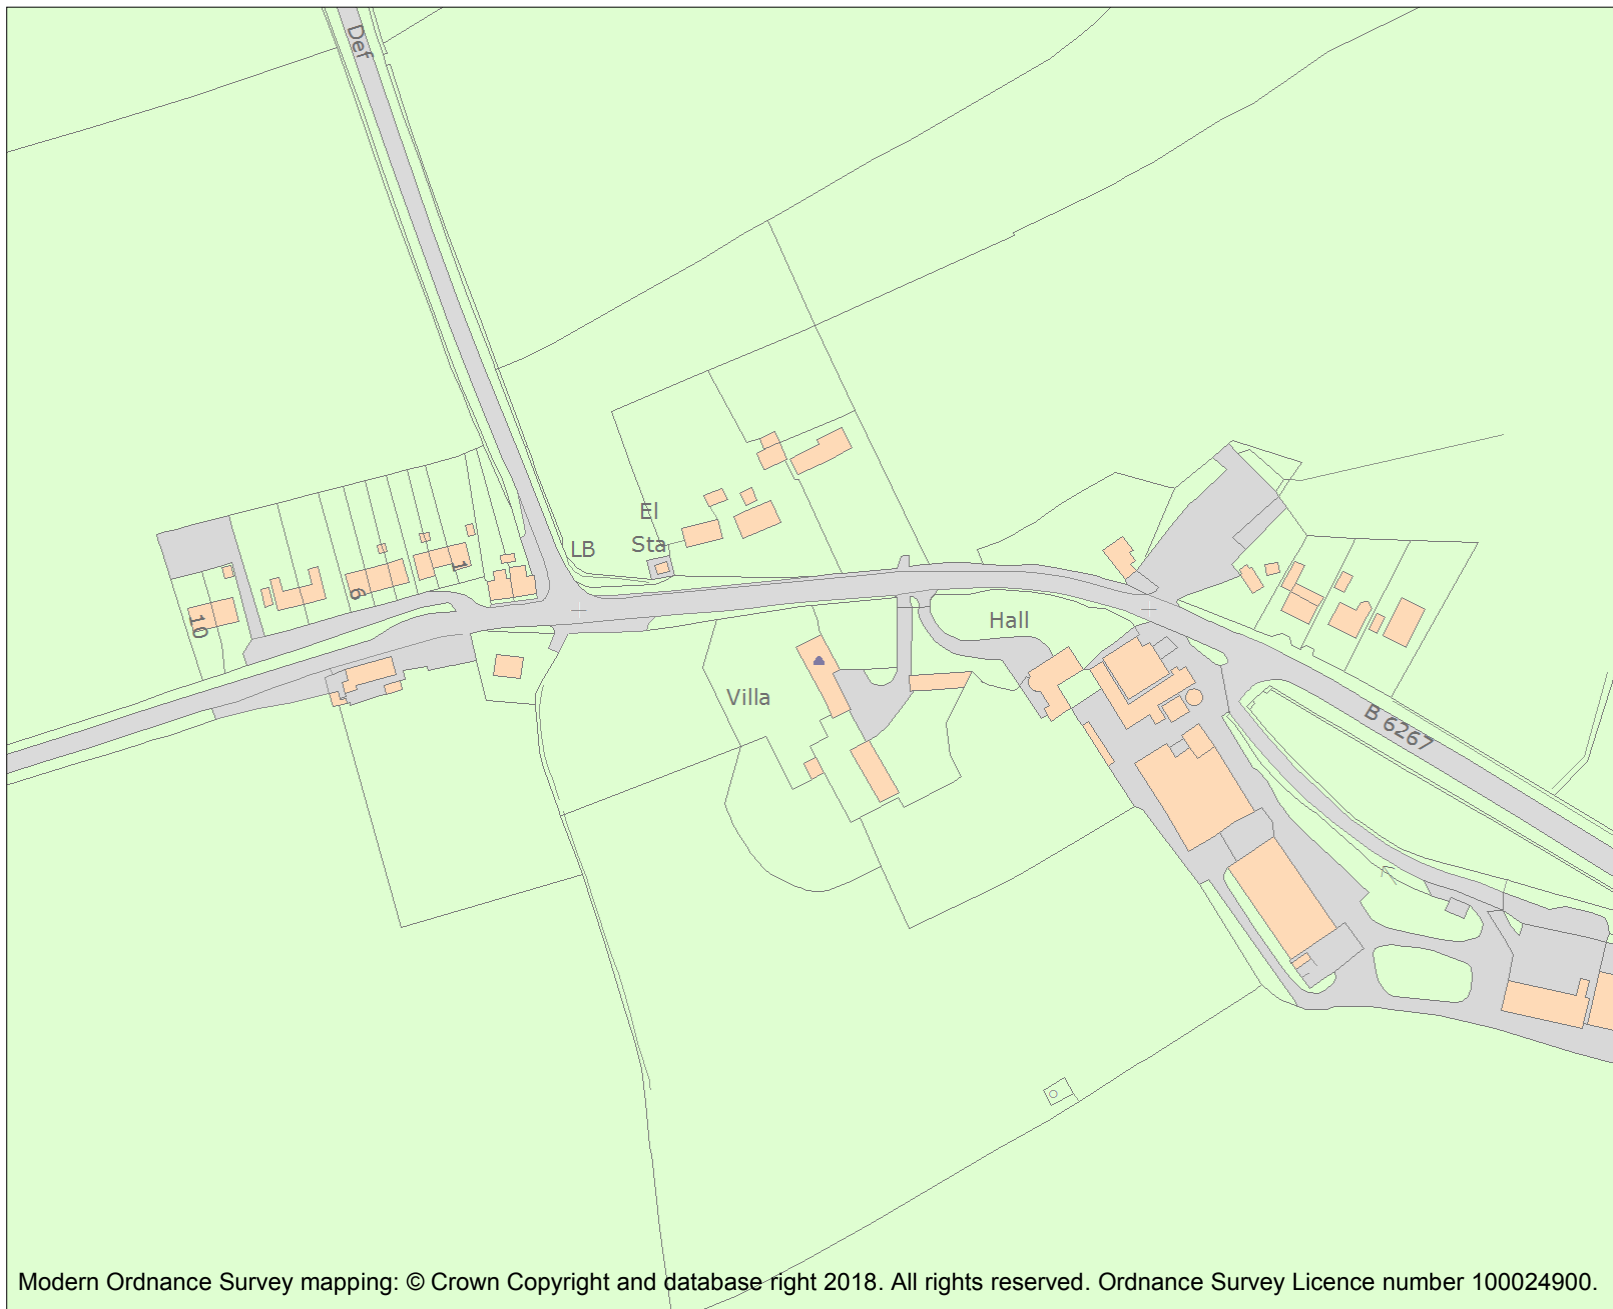 Def
El
Sta
LB
1
6
10
Hall
Villa
B 6267
Modern Ordnance Survey mapping: © Crown Copyright and database right 2018. All rights reserved. Ordnance Survey Licence number 100024900.